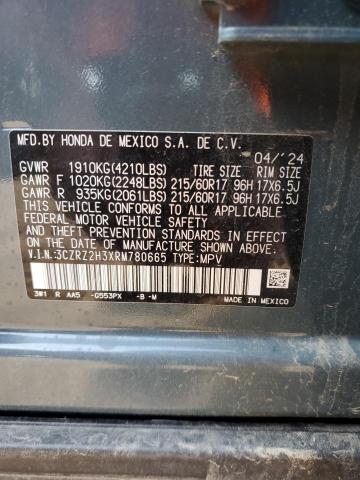 MFD.BY HONDA DE MEXICO S.A. DE C.V.
04/'24
GVWR 1910KG(4210LBS) TIRE SIZE RIM SIZE
GAWR F 1020KG(2248LBS) 215/60R17 96H 17X6.5J
GAWR R 935KG(2061LBS) 215/60R17 96H 17X6.5J
THIS VEHICLE CONFORMS TO ALL APPLICABLE
FEDERAL MOTOR VEHICLE SAFETY AND THEFT
PREVENTION STANDARDS IN EFFECT ON THE
DATE OF MANUFACTURE SHOWN ABOVE.
V.I.N.:3CZRZ2H3XRM780665 TYPE:MPV
3W1 R AA5 -G553PX -B -M
MADE IN
MEXICO